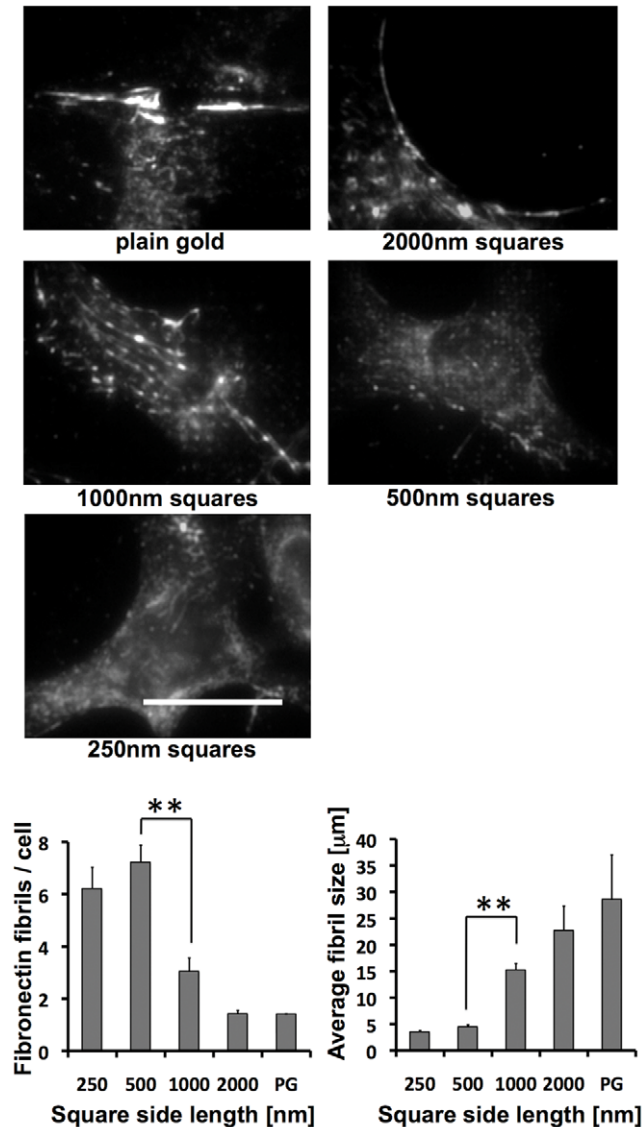 plain gold
2000nm squares
1000nm squares
500nm squares
250nm squares
Fibronectin fibrils / cell
8
6
4
2
0
**
250 500 1000 2000 PG
Square side length [nm]
Average fibril size [µm]
40
35
30
25
20
15
10
5
0
**
250 500 1000 2000 PG
Square side length [nm]